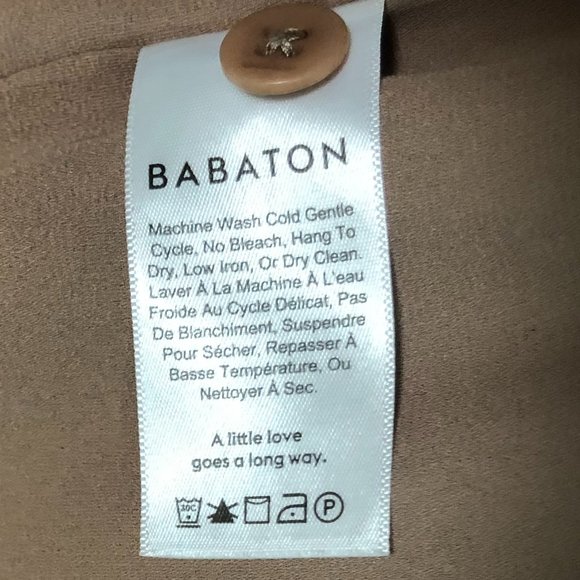 BABATON
Machine Wash Cold Gentle
Cycle, No Bleach, Hang To
Dry, Low Iron, Or Dry Clean.
Laver À La Machine À L'eau
Froide Au Cycle Délicat, Pas
De Blanchiment, Suspendre
Pour Sécher, Repasser À
Basse Température, Ou
Nettoyer À Sec.
A little love
goes a long way.
30C P